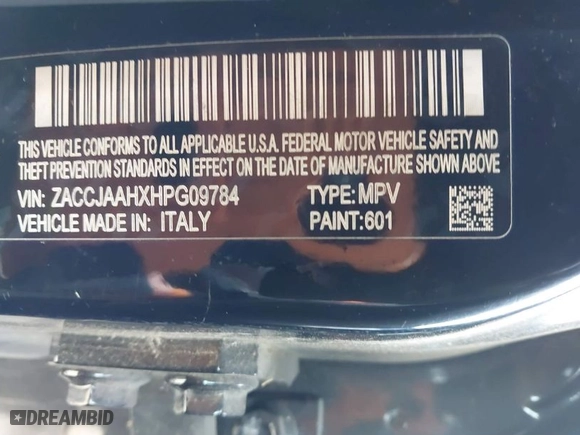 THIS VEHICLE CONFORMS TO ALL APPLICABLE U.S.A. FEDERAL MOTOR VEHICLE SAFETY AND
THEFT PREVENTION STANDARDS IN EFFECT ON THE DATE OF MANUFACTURE SHOWN ABOVE
VIN: ZACCJAAHXHPG09784 TYPE: MPV
VEHICLE MADE IN: ITALY PAINT:601
DREAMBID